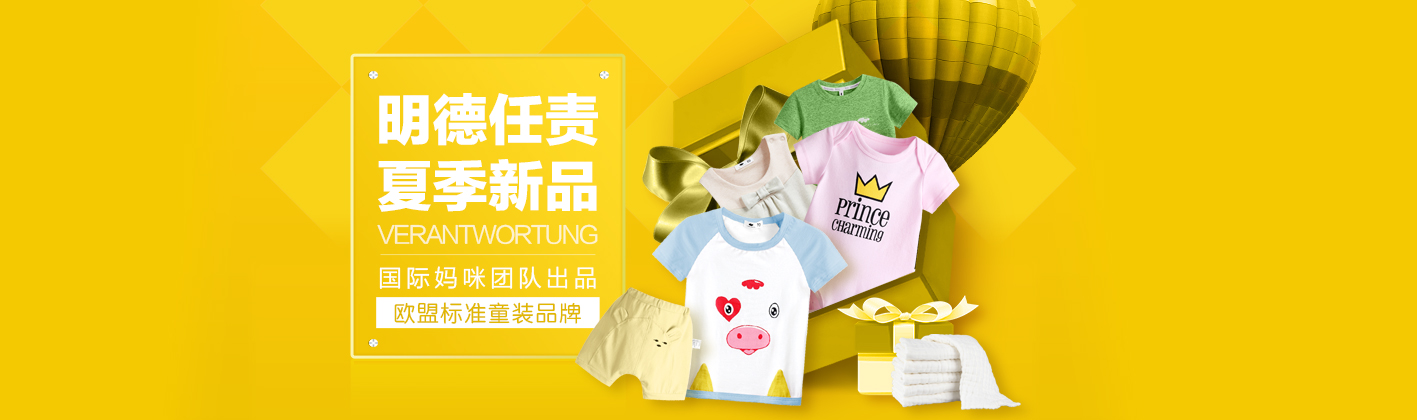 明德任责
夏季新品
VERANTWORTUNG
国际妈咪团队出品
欧盟标准童装品牌
Prince
CHarming